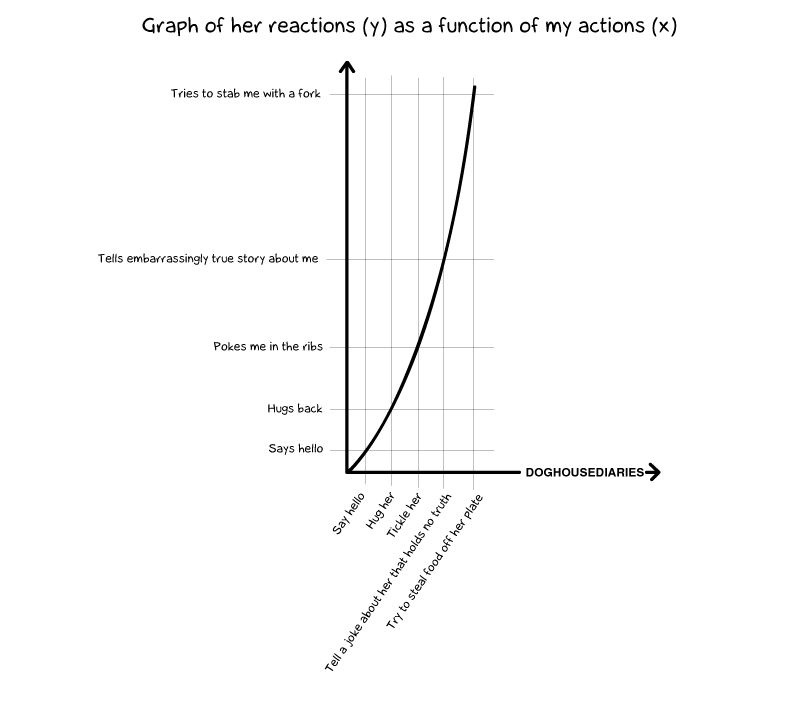 Graph of her reactions (y) as a function of my actions (x)
Tries to stab me with a fork
Tells embarrassingly true story about me
Pokes me in the ribs
Hugs back
Says hello
DOGHOUSEDIARIES
Say hello
Hug her
Tickle her
Tell a joke about her that holds no truth
Try to steal food off her plate